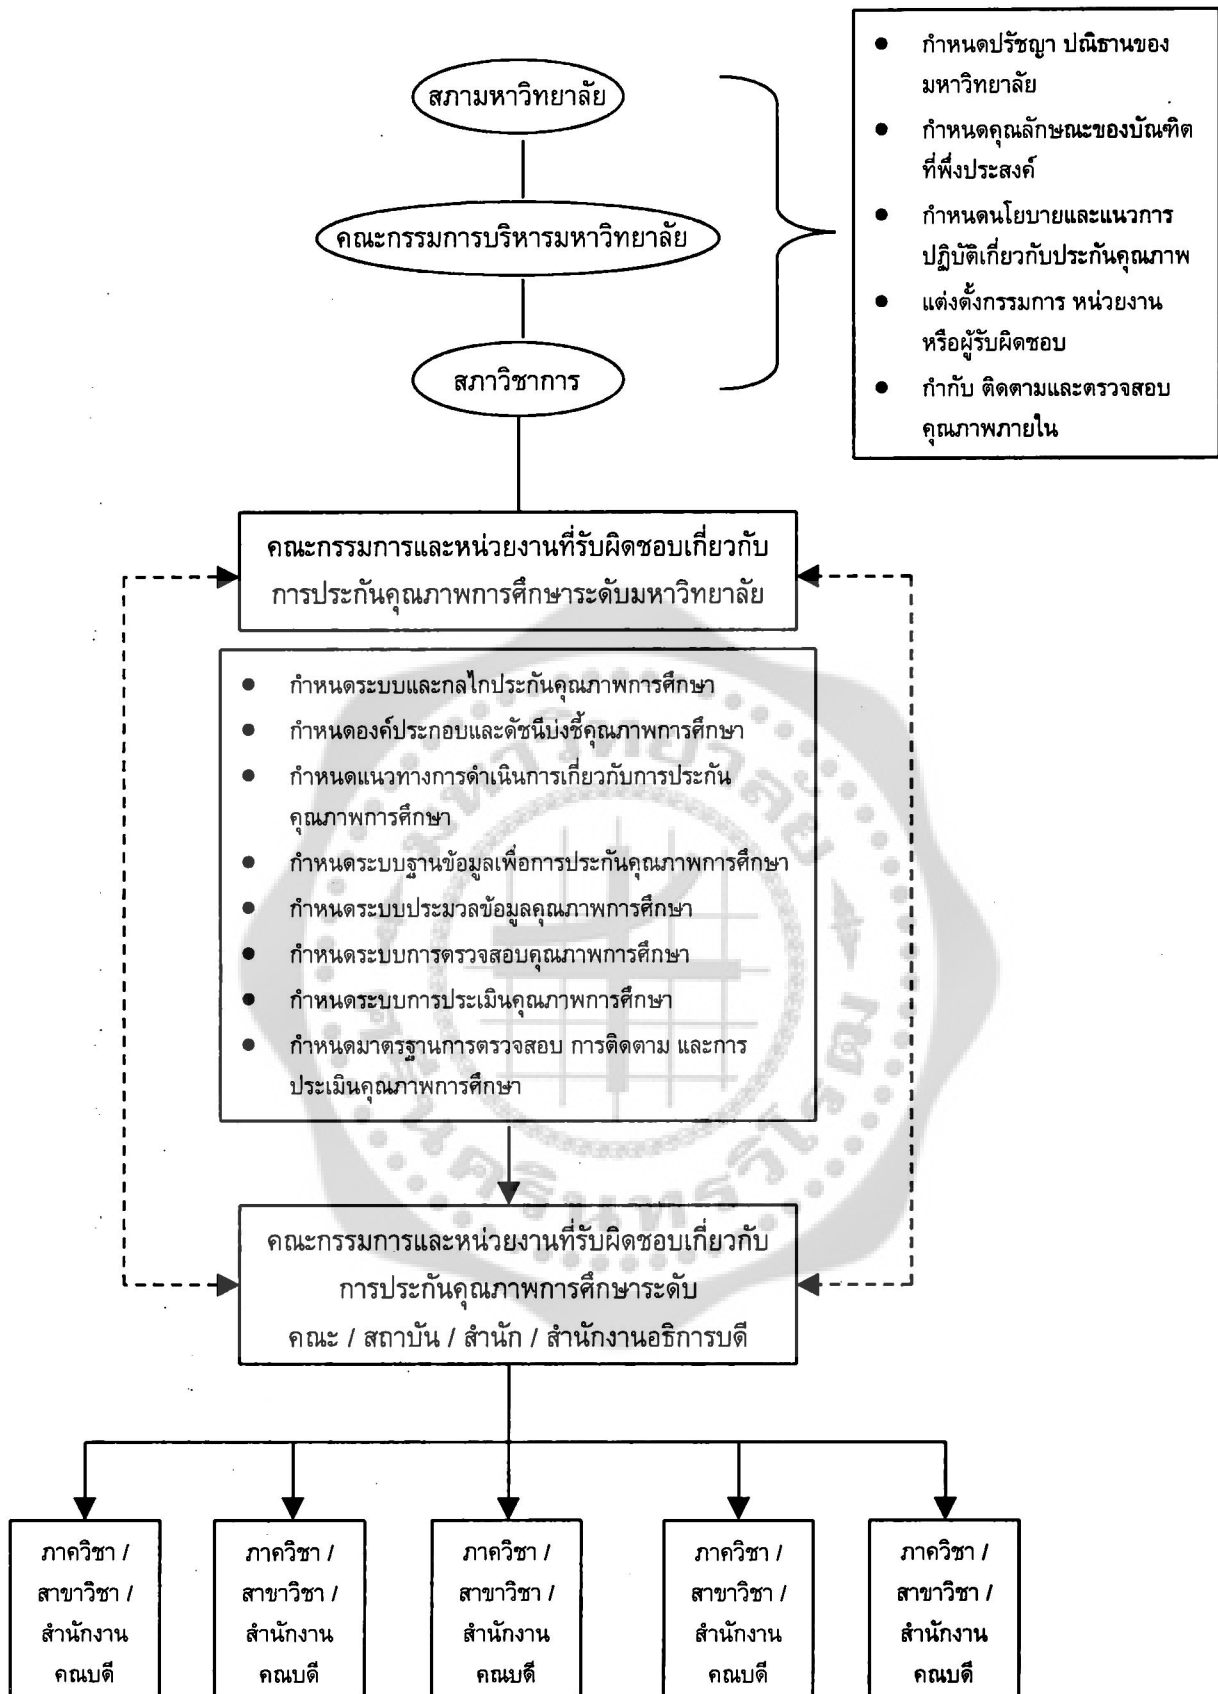 สภามหาวิทยาลัย
คณะกรรมการบริหารมหาวิทยาลัย
สภาวิชาการ
● กำหนดปรัชญา ปณิธานของ
มหาวิทยาลัย
● กำหนดคุณลักษณะของบัณฑิต
ที่พึ่งประสงค์
● กำหนดนโยบายและแนวการ
ปฏิบัติเกี่ยวกับประกันคุณภาพ
● แต่งตั้งกรรมการ หน่วยงาน
หรือผู้รับผิดชอบ
● กำกับ ติดตามและตรวจสอบ
คุณภาพภายใน
คณะกรรมการและหน่วยงานที่รับผิดชอบเกี่ยวกับ
การประกันคุณภาพการศึกษาระดับมหาวิทยาลัย
● กำหนดระบบและกลไกประกันคุณภาพการศึกษา
● กำหนดองค์ประกอบและดัชนีบ่งชี้คุณภาพการศึกษา
● กำหนดแนวทางการดำเนินการเกี่ยวกับการประกัน
คุณภาพการศึกษา
● กำหนดระบบฐานข้อมูลเพื่อการประกันคุณภาพการศึกษา
● กำหนดระบบประมวลข้อมูลคุณภาพการศึกษา
● กำหนดระบบการตรวจสอบคุณภาพการศึกษา
● กำหนดระบบการประเมินคุณภาพการศึกษา
● กำหนดมาตรฐานการตรวจสอบ การติดตาม และการ
ประเมินคุณภาพการศึกษา
มหาวิทยาลัย
ศรีนครินทรวิโรฒ
คณะกรรมการและหน่วยงานที่รับผิดชอบเกี่ยวกับ
การประกันคุณภาพการศึกษาระดับ
คณะ / สถาบัน / สำนัก / สำนักงานอธิการบดี
ภาควิชา /
สาขาวิชา /
สำนักงาน
คณบดี
ภาควิชา /
สาขาวิชา /
สำนักงาน
คณบดี
ภาควิชา /
สาขาวิชา /
สำนักงาน
คณบดี
ภาควิชา /
สาขาวิชา /
สำนักงาน
คณบดี
ภาควิชา /
สาขาวิชา /
สำนักงาน
คณบดี